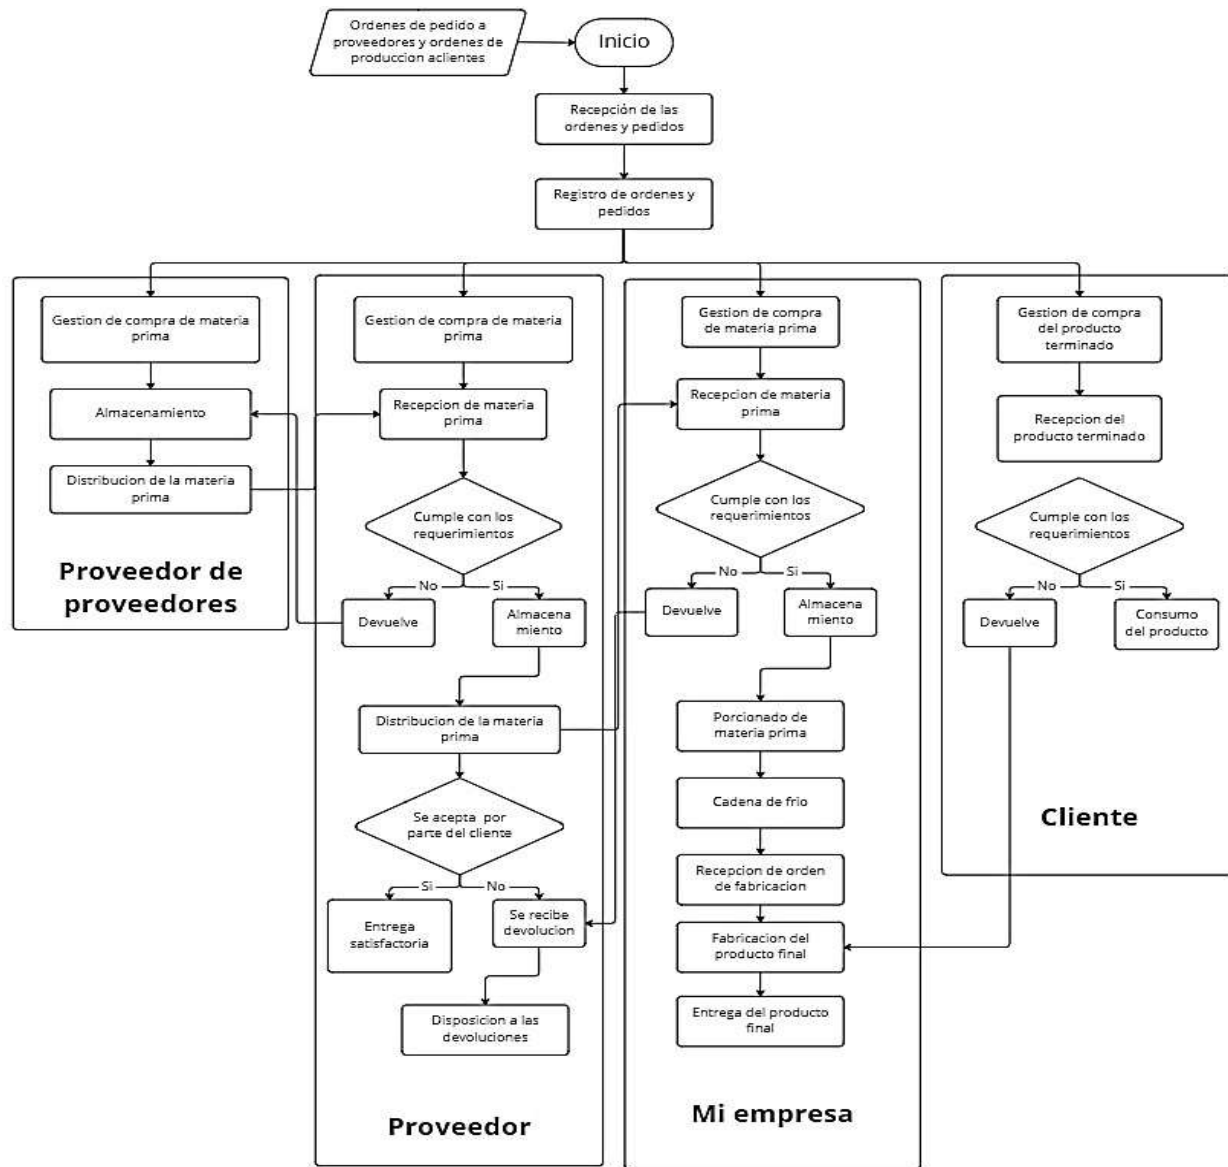 Ordenes de pedido a
proveedores y ordenes de
produccion aclientes
Inicio
Recepción de las
ordenes y pedidos
Registro de ordenes y
pedidos
Gestion de compra de materia
prima
Almacenamiento
Distribucion de la materia
prima
Proveedor de
proveedores
Gestion de compra de materia
prima
Recepcion de materia
prima
Cumple con los
requerimientos
No
Si
Devuelve
Almacena
miento
Distribucion de la materia
prima
Se acepta por
parte del cliente
Si
No
Entrega
satisfactoria
Se recibe
devolucion
Disposicion a las
devoluciones
Proveedor
Gestion de compra
de materia prima
Recepcion de materia
prima
Cumple con los
requerimientos
No
Si
Devuelve
Almacena
miento
Porcionado de
materia prima
Cadena de frio
Recepcion de orden
de fabricacion
Fabricacion del
producto final
Entrega del producto
final
Mi empresa
Gestion de compra
del producto
terminado
Recepcion del
producto terminado
Cumple con los
requerimientos
No
Si
Devuelve
Consumo
del producto
Cliente